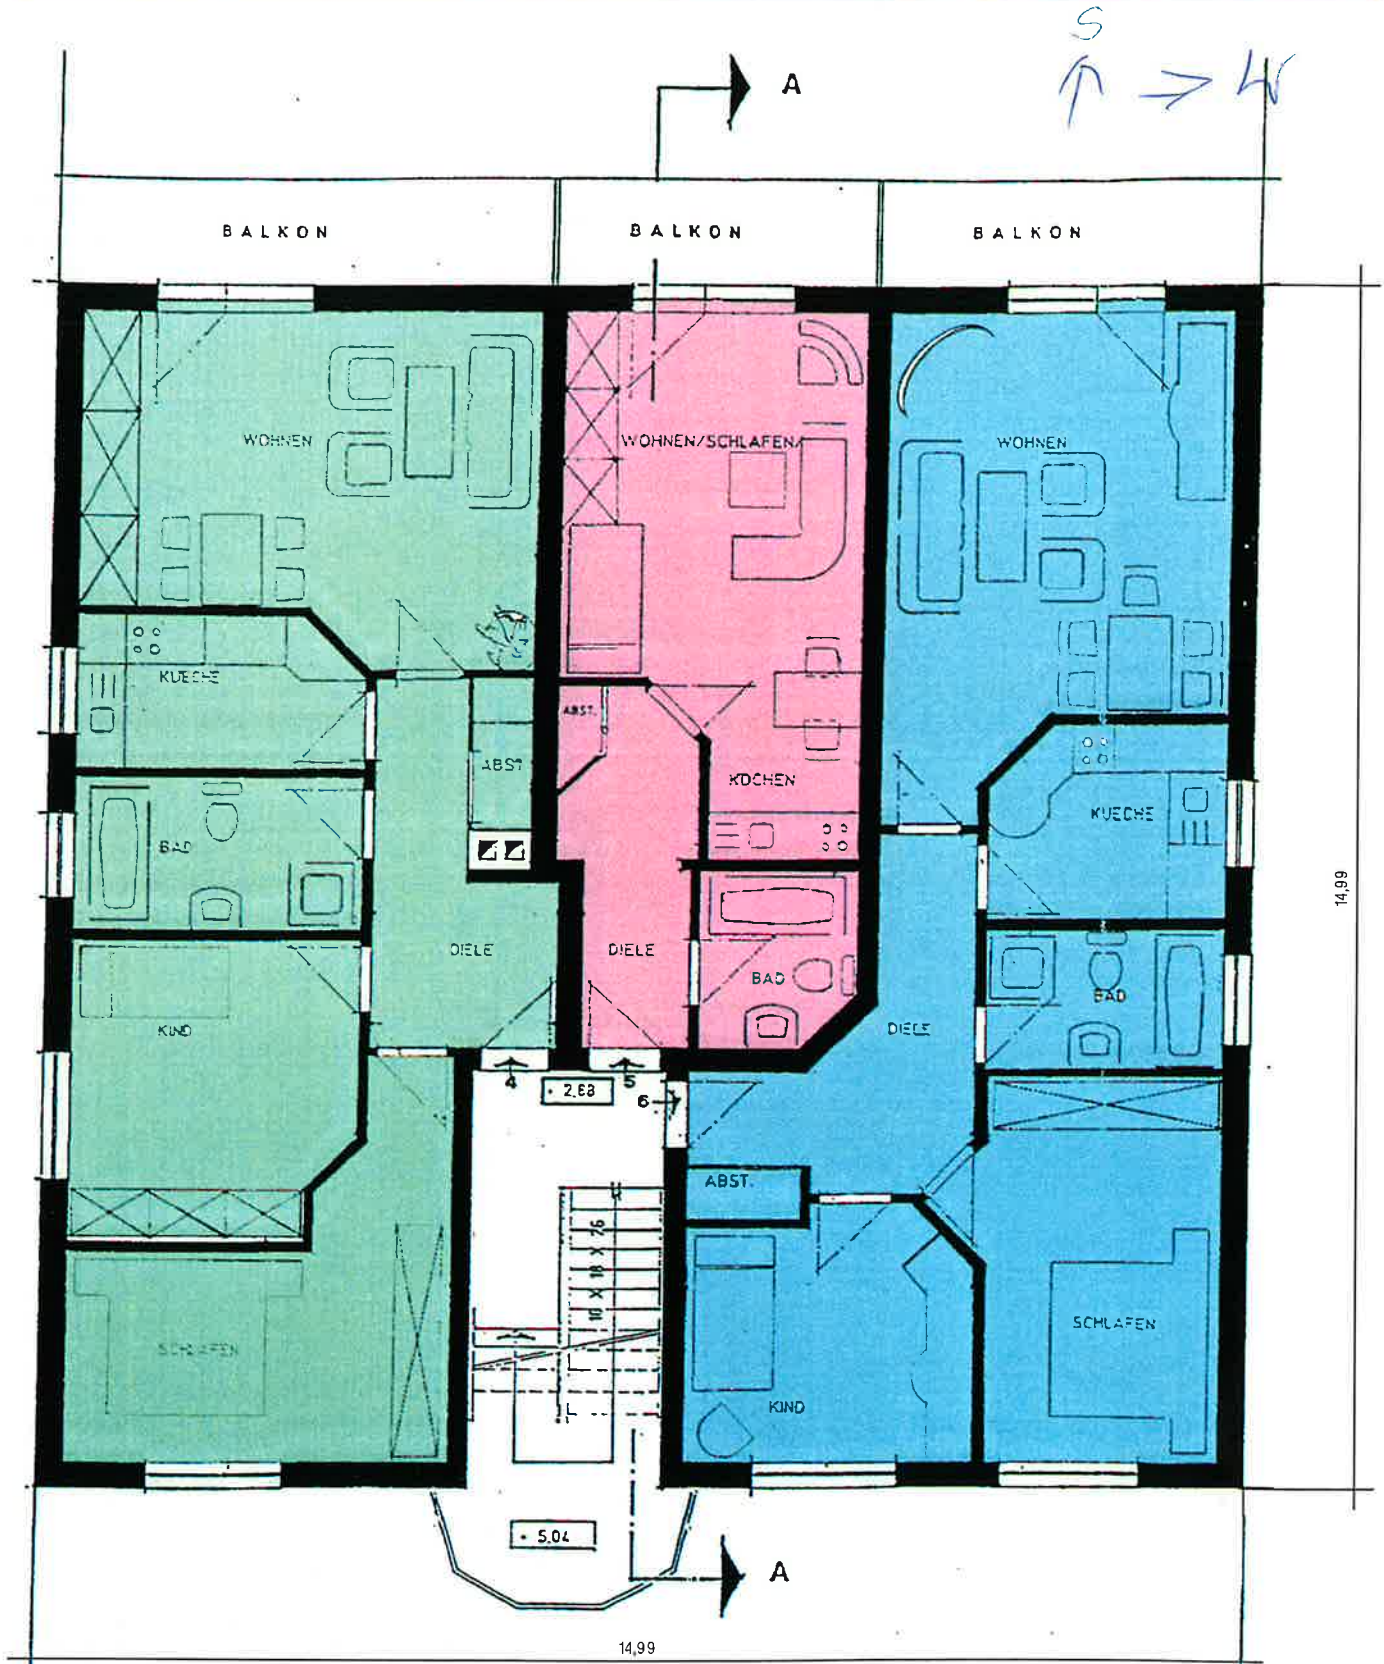 S
→ W
A
BALKON BALKON BALKON
WOHNEN WOHNEN/SCHLAFEN/ WOHNEN
KUECHE
ABST.
ABST
KOCHEN
KUECHE
BAD
14,99
DIELE DIELE
BAD
BAD
KIND
DIELE
4 5
+ 2,88
6
ABST.
10 X 18 X 26
SCHLAFEN
SCHLAFEN
KIND
+ 5,04
A
14,99